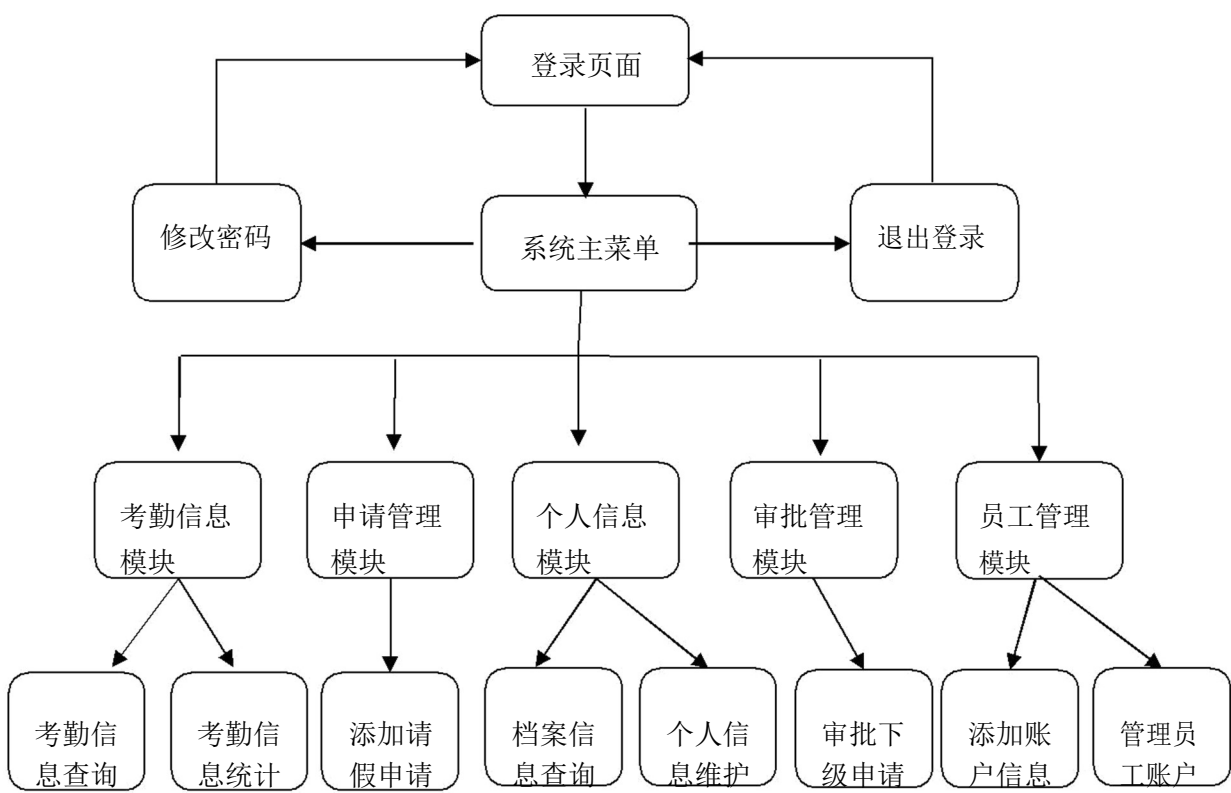 登录页面
修改密码
系统主菜单
退出登录
考勤信息
模块
申请管理
模块
个人信息
模块
审批管理
模块
员工管理
模块
考勤信
息查询
考勤信
息统计
添加请
假申请
档案信
息查询
个人信
息维护
审批下
级申请
添加账
户信息
管理员
工账户